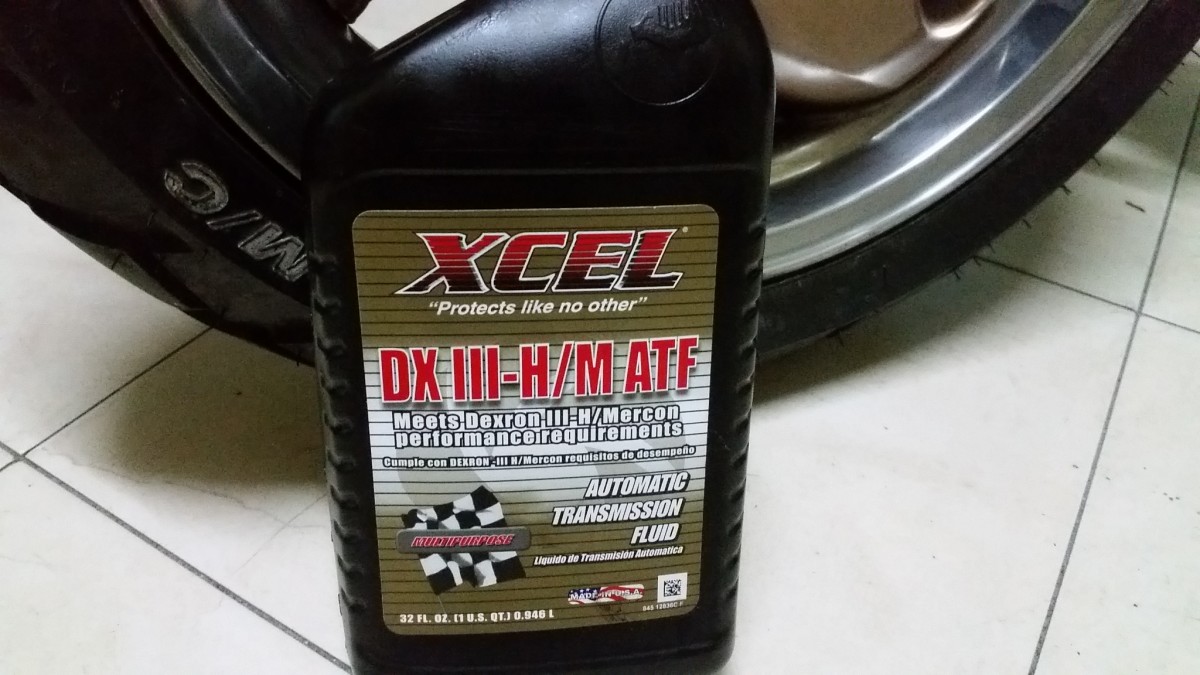 M/C
XCEL®
"Protects like no other"
DX III-H/M ATF
Meets Dexron III-H/Mercon
performance requirements
Cumple con DEXRON -III H/Mercon requisitos de desempeño
AUTOMATIC
TRANSMISSION
FLUID
Liquido de Transmisión Automatica
MULTIPURPOSE
MADE IN U.S.A.
32 FL. OZ. (1 U.S. QT.) 0.946 L